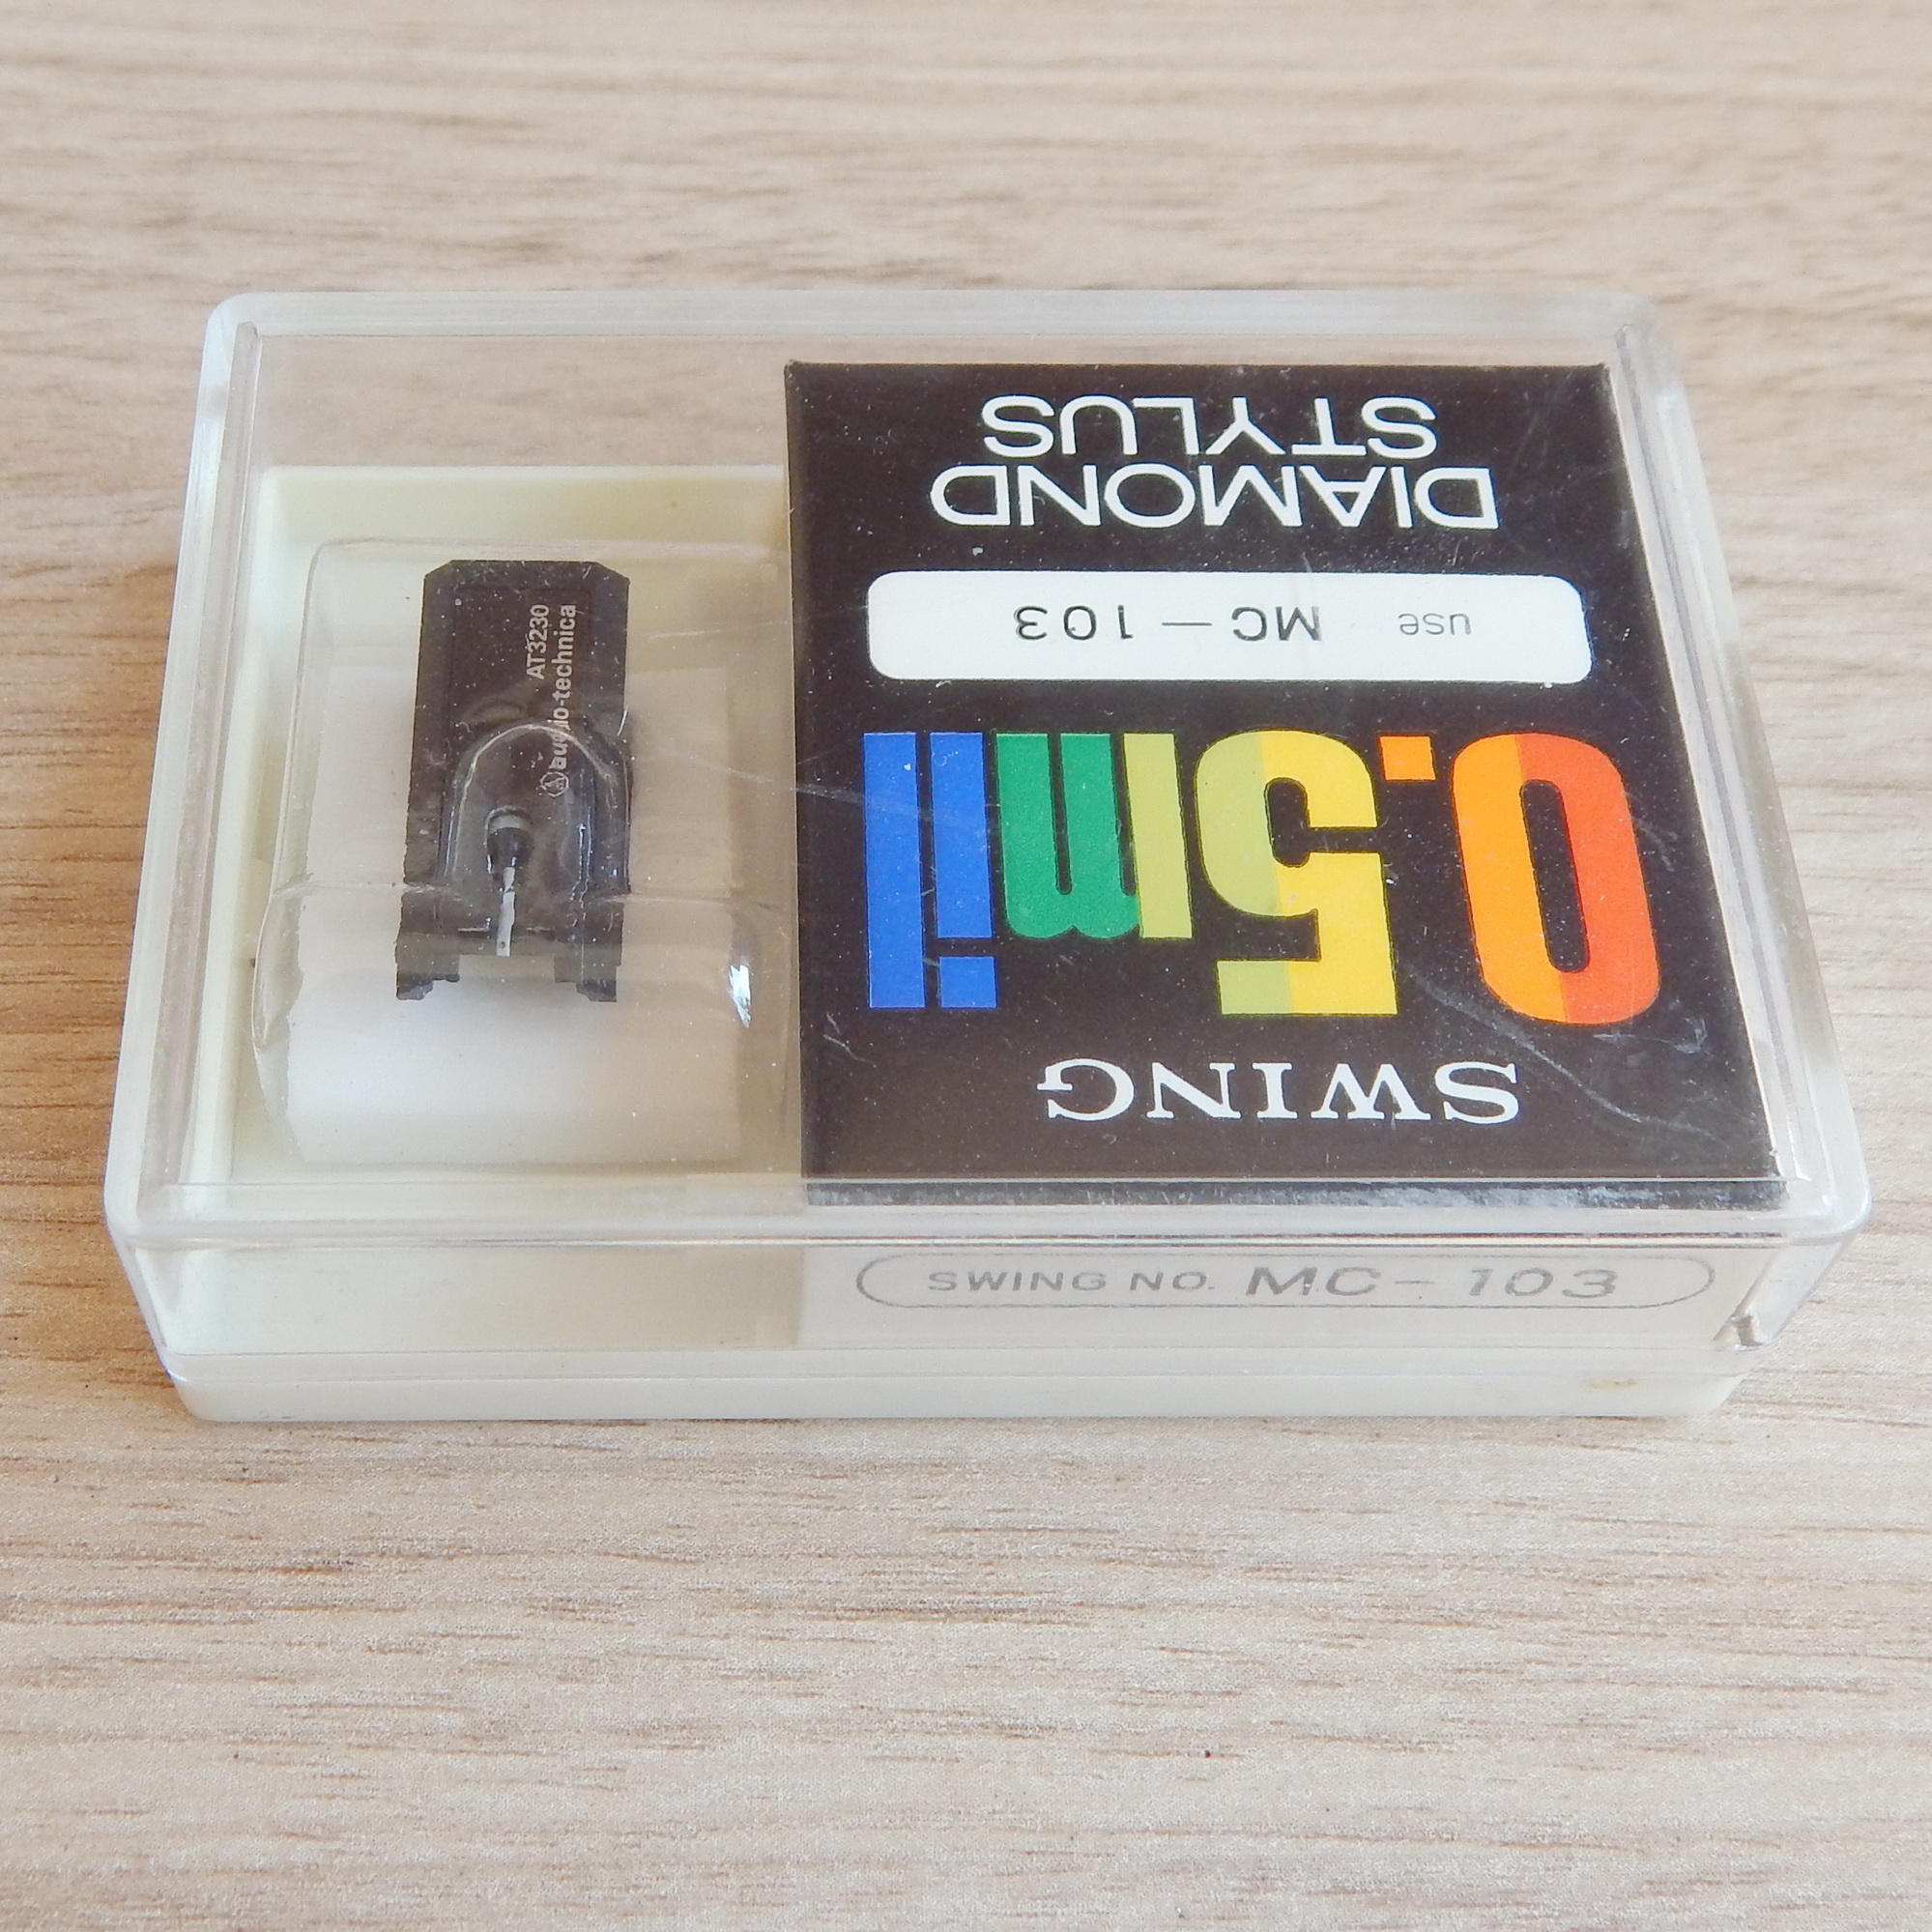 SWING
0.5mil
use MC-103
DIAMOND
STYLUS
SWING NO. MC-103
AT3230
audio-technica